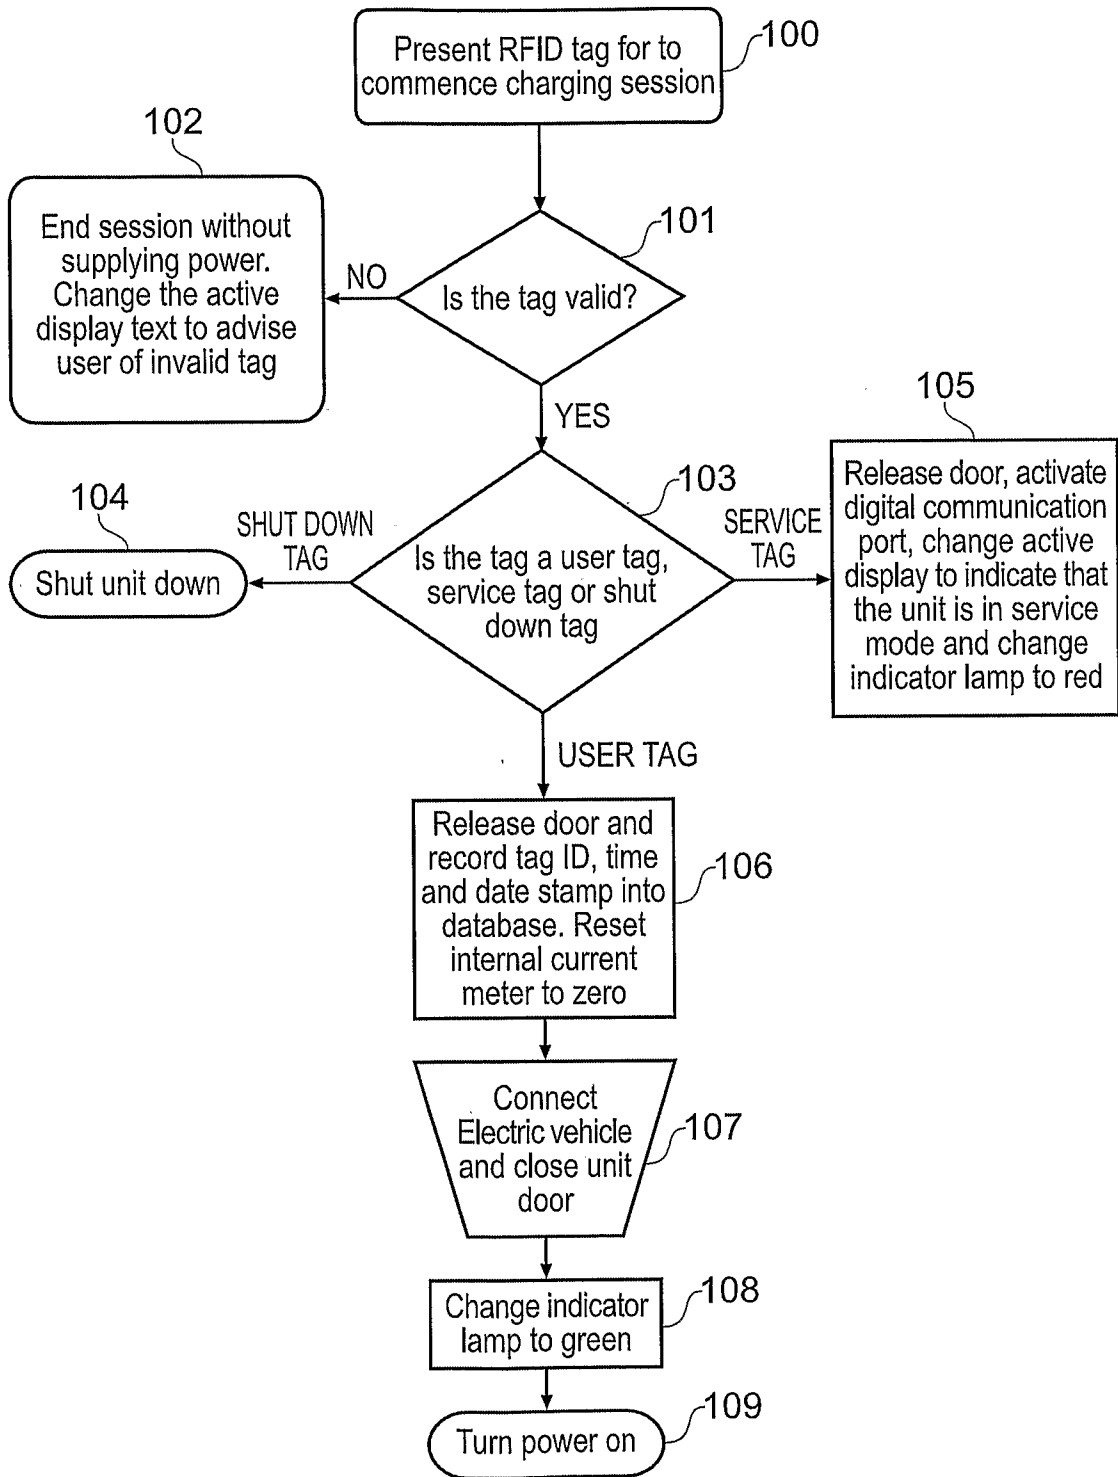 Present RFID tag for to
commence charging session
100
102
End session without
supplying power.
Change the active
display text to advise
user of invalid tag
NO
101
Is the tag valid?
YES
105
Release door, activate
digital communication
port, change active
display to indicate that
the unit is in service
mode and change
indicator lamp to red
104
Shut unit down
SHUT DOWN
TAG
103
Is the tag a user tag,
service tag or shut
down tag
SERVICE
TAG
USER TAG
Release door and
record tag ID, time
and date stamp into
database. Reset
internal current
meter to zero
106
Connect
Electric vehicle
and close unit
door
107
Change indicator
lamp to green
108
Turn power on
109